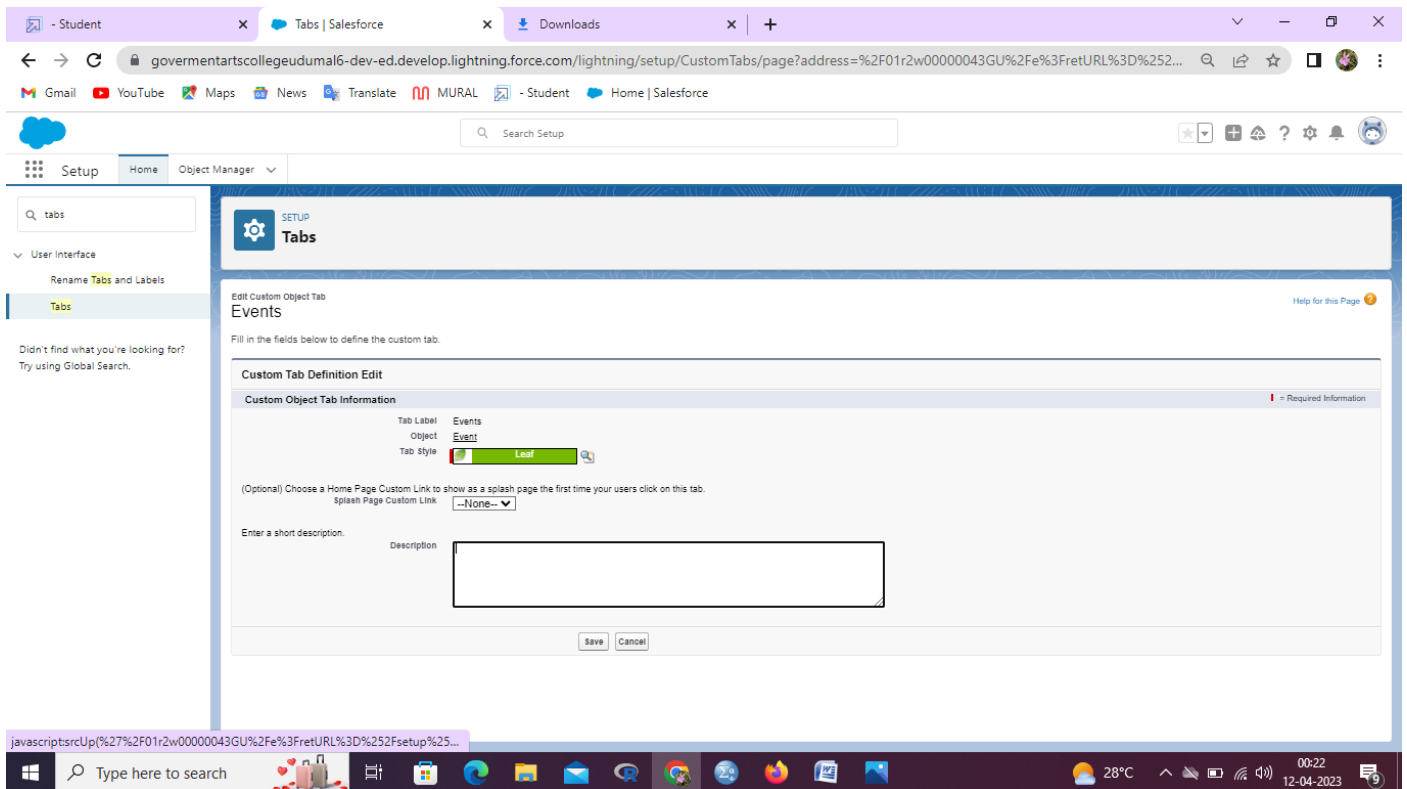 - Student
Tabs | Salesforce
Downloads
govermentartscollegeudumal6-dev-ed.develop.lightning.force.com/lightning/setup/CustomTabs/page?address=%2F01r2w00000043GU%2Fe%3FretURL%3D%252...
Gmail YouTube Maps News Translate MURAL - Student Home | Salesforce
Search Setup
Setup Home Object Manager
tabs
User Interface
Rename Tabs and Labels
Tabs
Didn't find what you're looking for?
Try using Global Search.
SETUP
Tabs
Edit Custom Object Tab
Events
Help for this Page
Fill in the fields below to define the custom tab.
Custom Tab Definition Edit
Custom Object Tab Information
= Required Information
Tab Label Events
Object Event
Tab Style Leaf
(Optional) Choose a Home Page Custom Link to show as a splash page the first time your users click on this tab.
Splash Page Custom Link --None--
Enter a short description.
Description
Save Cancel
javascript:srcUp(%27%2F01r2w00000043GU%2Fe%3FretURL%3D%252Fsetup%25...
Type here to search
28°C
00:22
12-04-2023
9